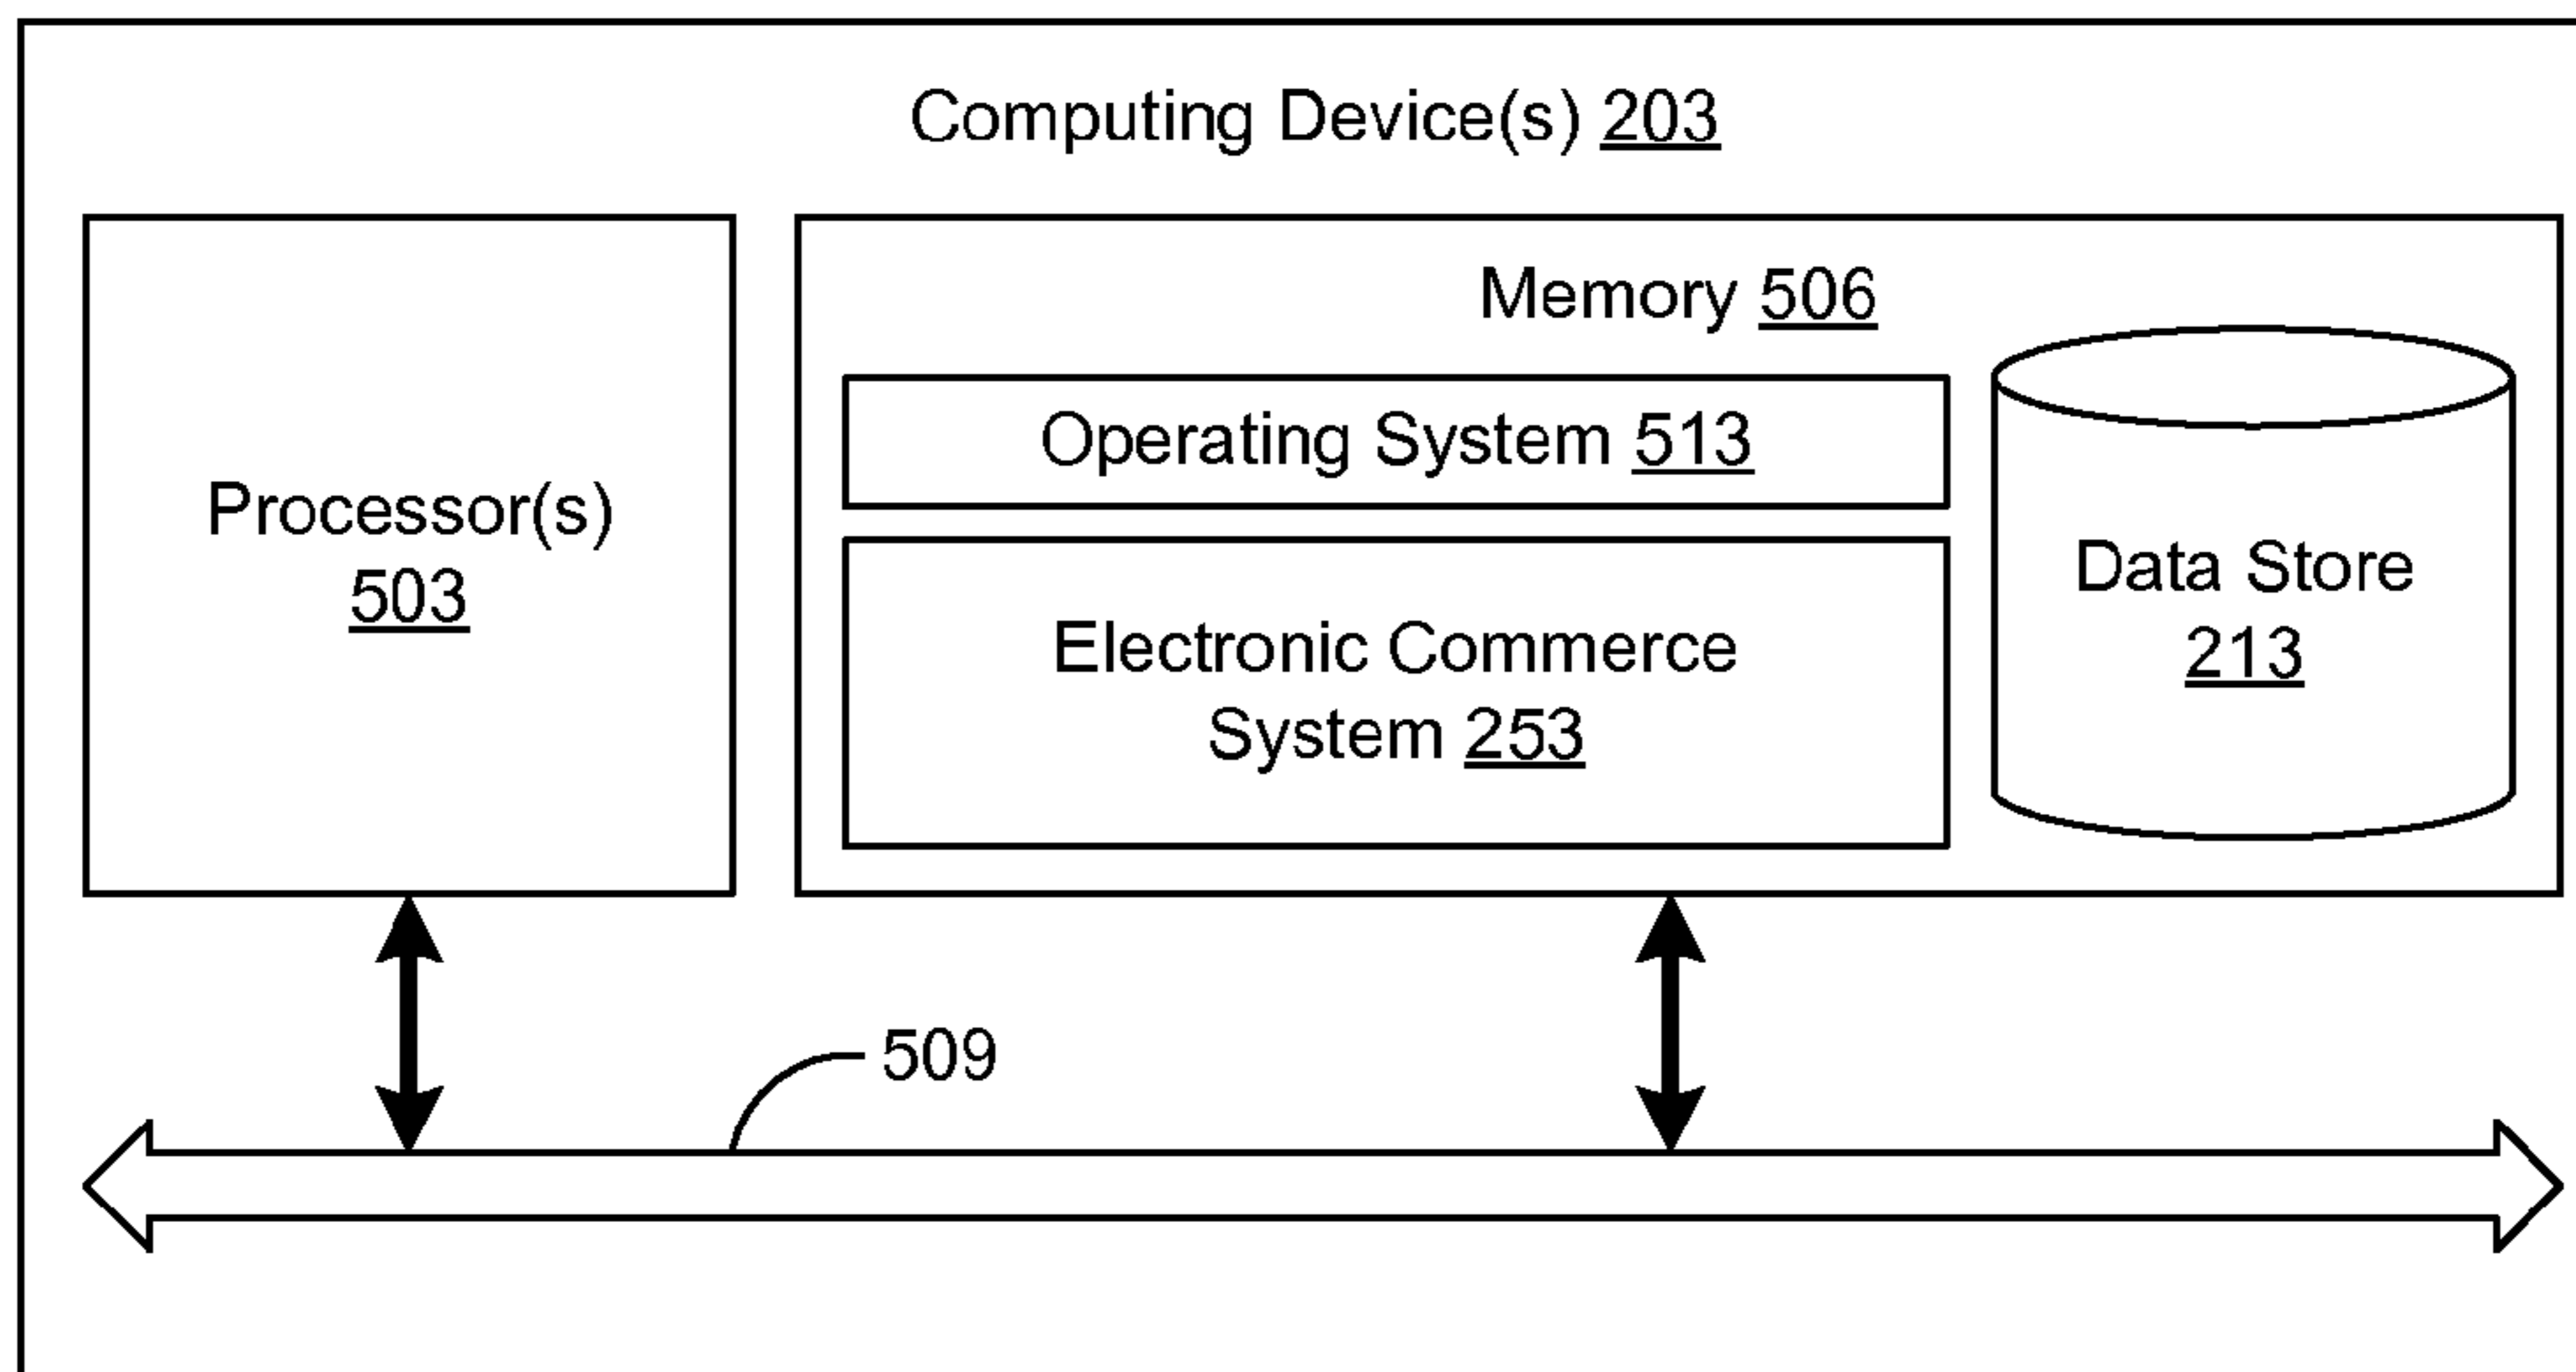 Computing Device(s) 203
Processor(s)
503
Memory 506
Operating System 513
Electronic Commerce
System 253
Data Store
213
509